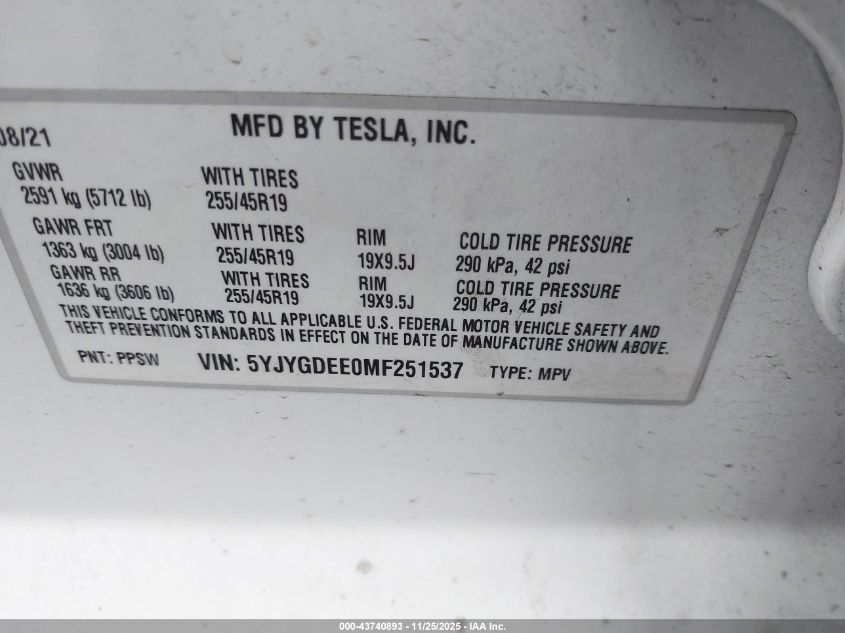 08/21 MFD BY TESLA, INC.
GVWR WITH TIRES
2591 kg (5712 lb) 255/45R19
GAWR FRT WITH TIRES RIM COLD TIRE PRESSURE
1363 kg (3004 lb) 255/45R19 19X9.5J 290 kPa, 42 psi
GAWR RR WITH TIRES RIM COLD TIRE PRESSURE
1636 kg (3606 lb) 255/45R19 19X9.5J 290 kPa, 42 psi
THIS VEHICLE CONFORMS TO ALL APPLICABLE U.S. FEDERAL MOTOR VEHICLE SAFETY AND
THEFT PREVENTION STANDARDS IN EFFECT ON THE DATE OF MANUFACTURE SHOWN ABOVE.
PNT: PPSW VIN: 5YJYGDEE0MF251537 TYPE: MPV
000-43740893 - 11/25/2025 - IAA Inc.